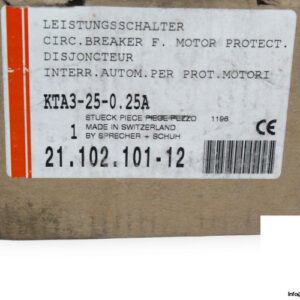 LEISTUNGSSCHALTER
CIRC.BREAKER F. MOTOR PROTECT.
DISJONCTEUR
INTERR.AUTOM.PER PROT.MOTORI
KTA3-25-0.25A
STUECK PIECE PIECE PEZZO 1196
1 MADE IN SWITZERLAND
BY SPRECHER + SCHUH
CE
21.102.101-12